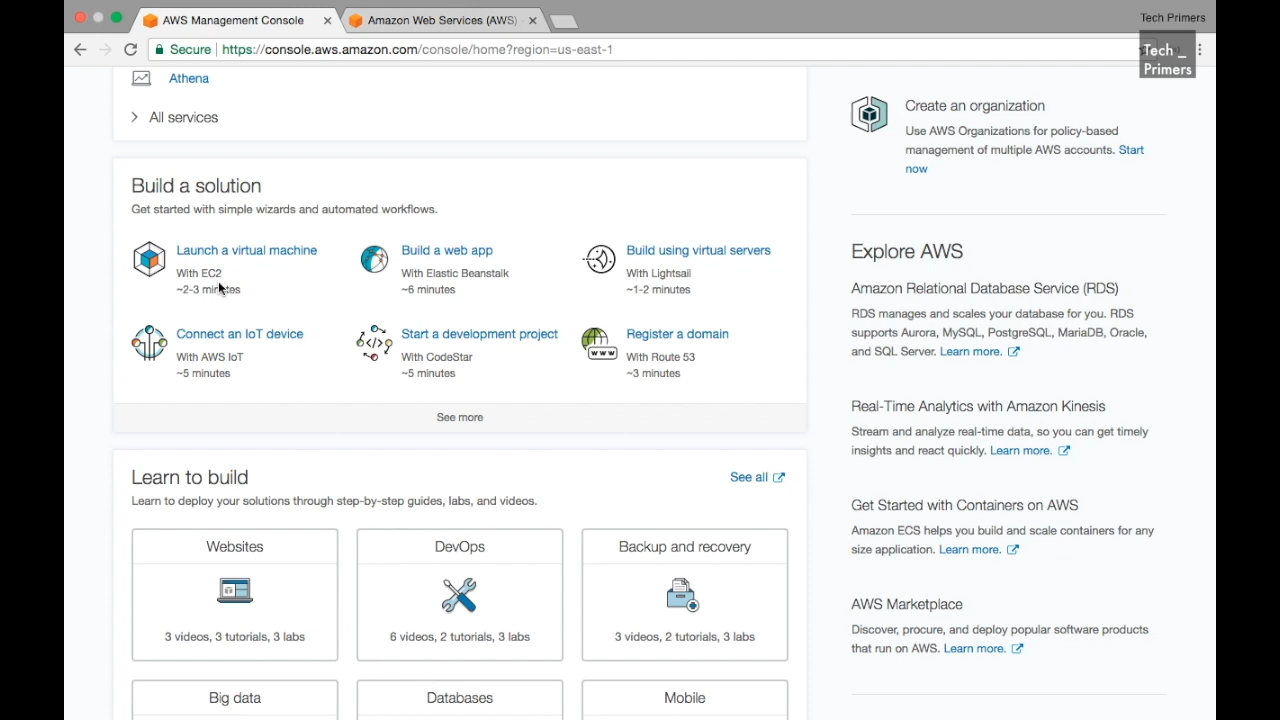 AWS Management Console
Amazon Web Services (AWS)
Tech Primers
Secure
https://console.aws.amazon.com/console/home?region=us-east-1
Tech _
Primers
Athena
All services
Build a solution
Get started with simple wizards and automated workflows.
Launch a virtual machine
With EC2
~2-3 minutes
Build a web app
With Elastic Beanstalk
~6 minutes
Build using virtual servers
With Lightsail
~1-2 minutes
Connect an IoT device
With AWS IoT
~5 minutes
Start a development project
With CodeStar
~5 minutes
Register a domain
With Route 53
~3 minutes
See more
Learn to build
See all
Learn to deploy your solutions through step-by-step guides, labs, and videos.
Websites
3 videos, 3 tutorials, 3 labs
DevOps
6 videos, 2 tutorials, 3 labs
Backup and recovery
3 videos, 2 tutorials, 3 labs
Big data
Databases
Mobile
Create an organization
Use AWS Organizations for policy-based
management of multiple AWS accounts. Start
now
Explore AWS
Amazon Relational Database Service (RDS)
RDS manages and scales your database for you. RDS
supports Aurora, MySQL, PostgreSQL, MariaDB, Oracle,
and SQL Server. Learn more.
Real-Time Analytics with Amazon Kinesis
Stream and analyze real-time data, so you can get timely
insights and react quickly. Learn more.
Get Started with Containers on AWS
Amazon ECS helps you build and scale containers for any
size application. Learn more.
AWS Marketplace
Discover, procure, and deploy popular software products
that run on AWS. Learn more.